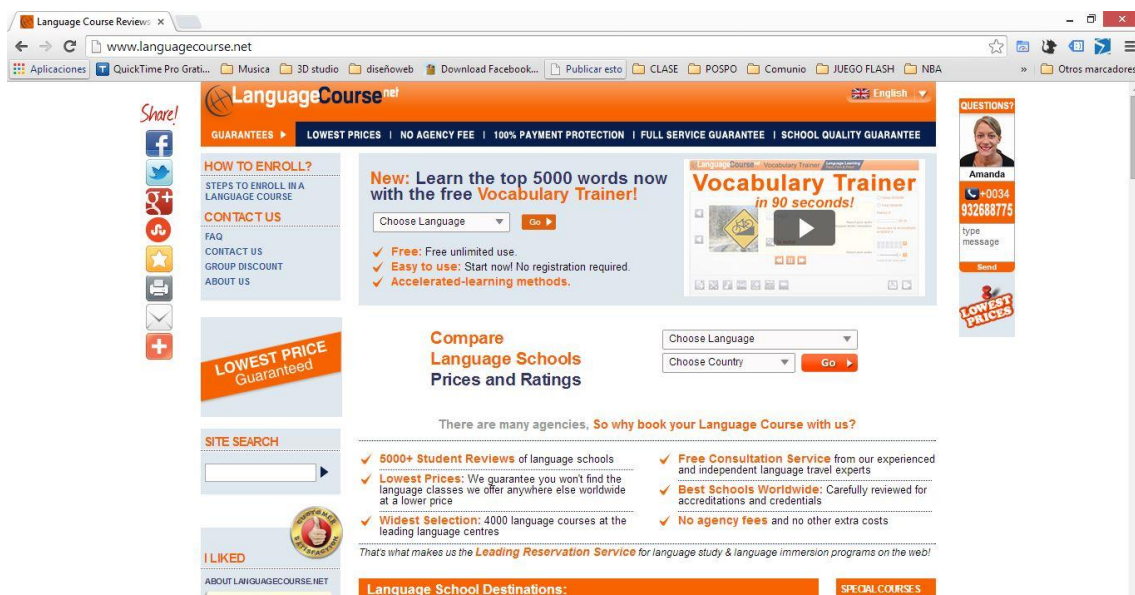 Language Course Reviews
www.languagecourse.net
Aplicaciones QuickTime Pro Grati... Musica 3D studio diseñoweb Download Facebook... Publicar esto CLASE POSPO Comunio JUEGO FLASH NBA » Otros marcadores
Share!
LanguageCourse net
English
GUARANTEES LOWEST PRICES | NO AGENCY FEE | 100% PAYMENT PROTECTION | FULL SERVICE GUARANTEE | SCHOOL QUALITY GUARANTEE
HOW TO ENROLL?
STEPS TO ENROLL IN A
LANGUAGE COURSE
CONTACT US
FAQ
CONTACT US
GROUP DISCOUNT
ABOUT US
New: Learn the top 5000 words now
with the free Vocabulary Trainer!
Choose Language Go
Free: Free unlimited use.
Easy to use: Start now! No registration required.
Accelerated-learning methods.
LanguageCourse Vocabulary Trainer
Vocabulary Trainer
in 90 seconds!
QUESTIONS?
Amanda
+0034
932688775
type
message
Send
LOWEST
PRICES
LOWEST PRICE
Guaranteed
Compare
Language Schools
Prices and Ratings
Choose Language
Choose Country Go
There are many agencies, So why book your Language Course with us?
SITE SEARCH
5000+ Student Reviews of language schools
Lowest Prices: We guarantee you won't find the
language classes we offer anywhere else worldwide
at a lower price
Widest Selection: 4000 language courses at the
leading language centres
Free Consultation Service from our experienced
and independent language travel experts
Best Schools Worldwide: Carefully reviewed for
accreditations and credentials
No agency fees and no other extra costs
That's what makes us the Leading Reservation Service for language study & language immersion programs on the web!
CUSTOMER
SATISFACTION
I LIKED
ABOUT LANGUAGECOURSE.NET
Language School Destinations:
SPECIAL COURSES